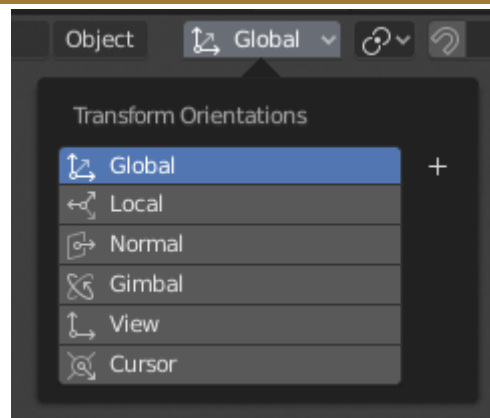 Object Global
Transform Orientations
Global
Local
Normal
Gimbal
View
Cursor